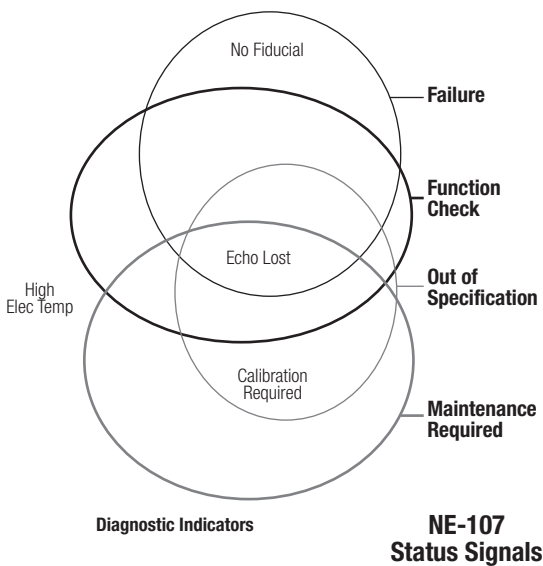 No Fiducial
Failure
Function
Check
Echo Lost
High
Elec Temp
Out of
Specification
Calibration
Required
Maintenance
Required
Diagnostic Indicators
NE-107
Status Signals